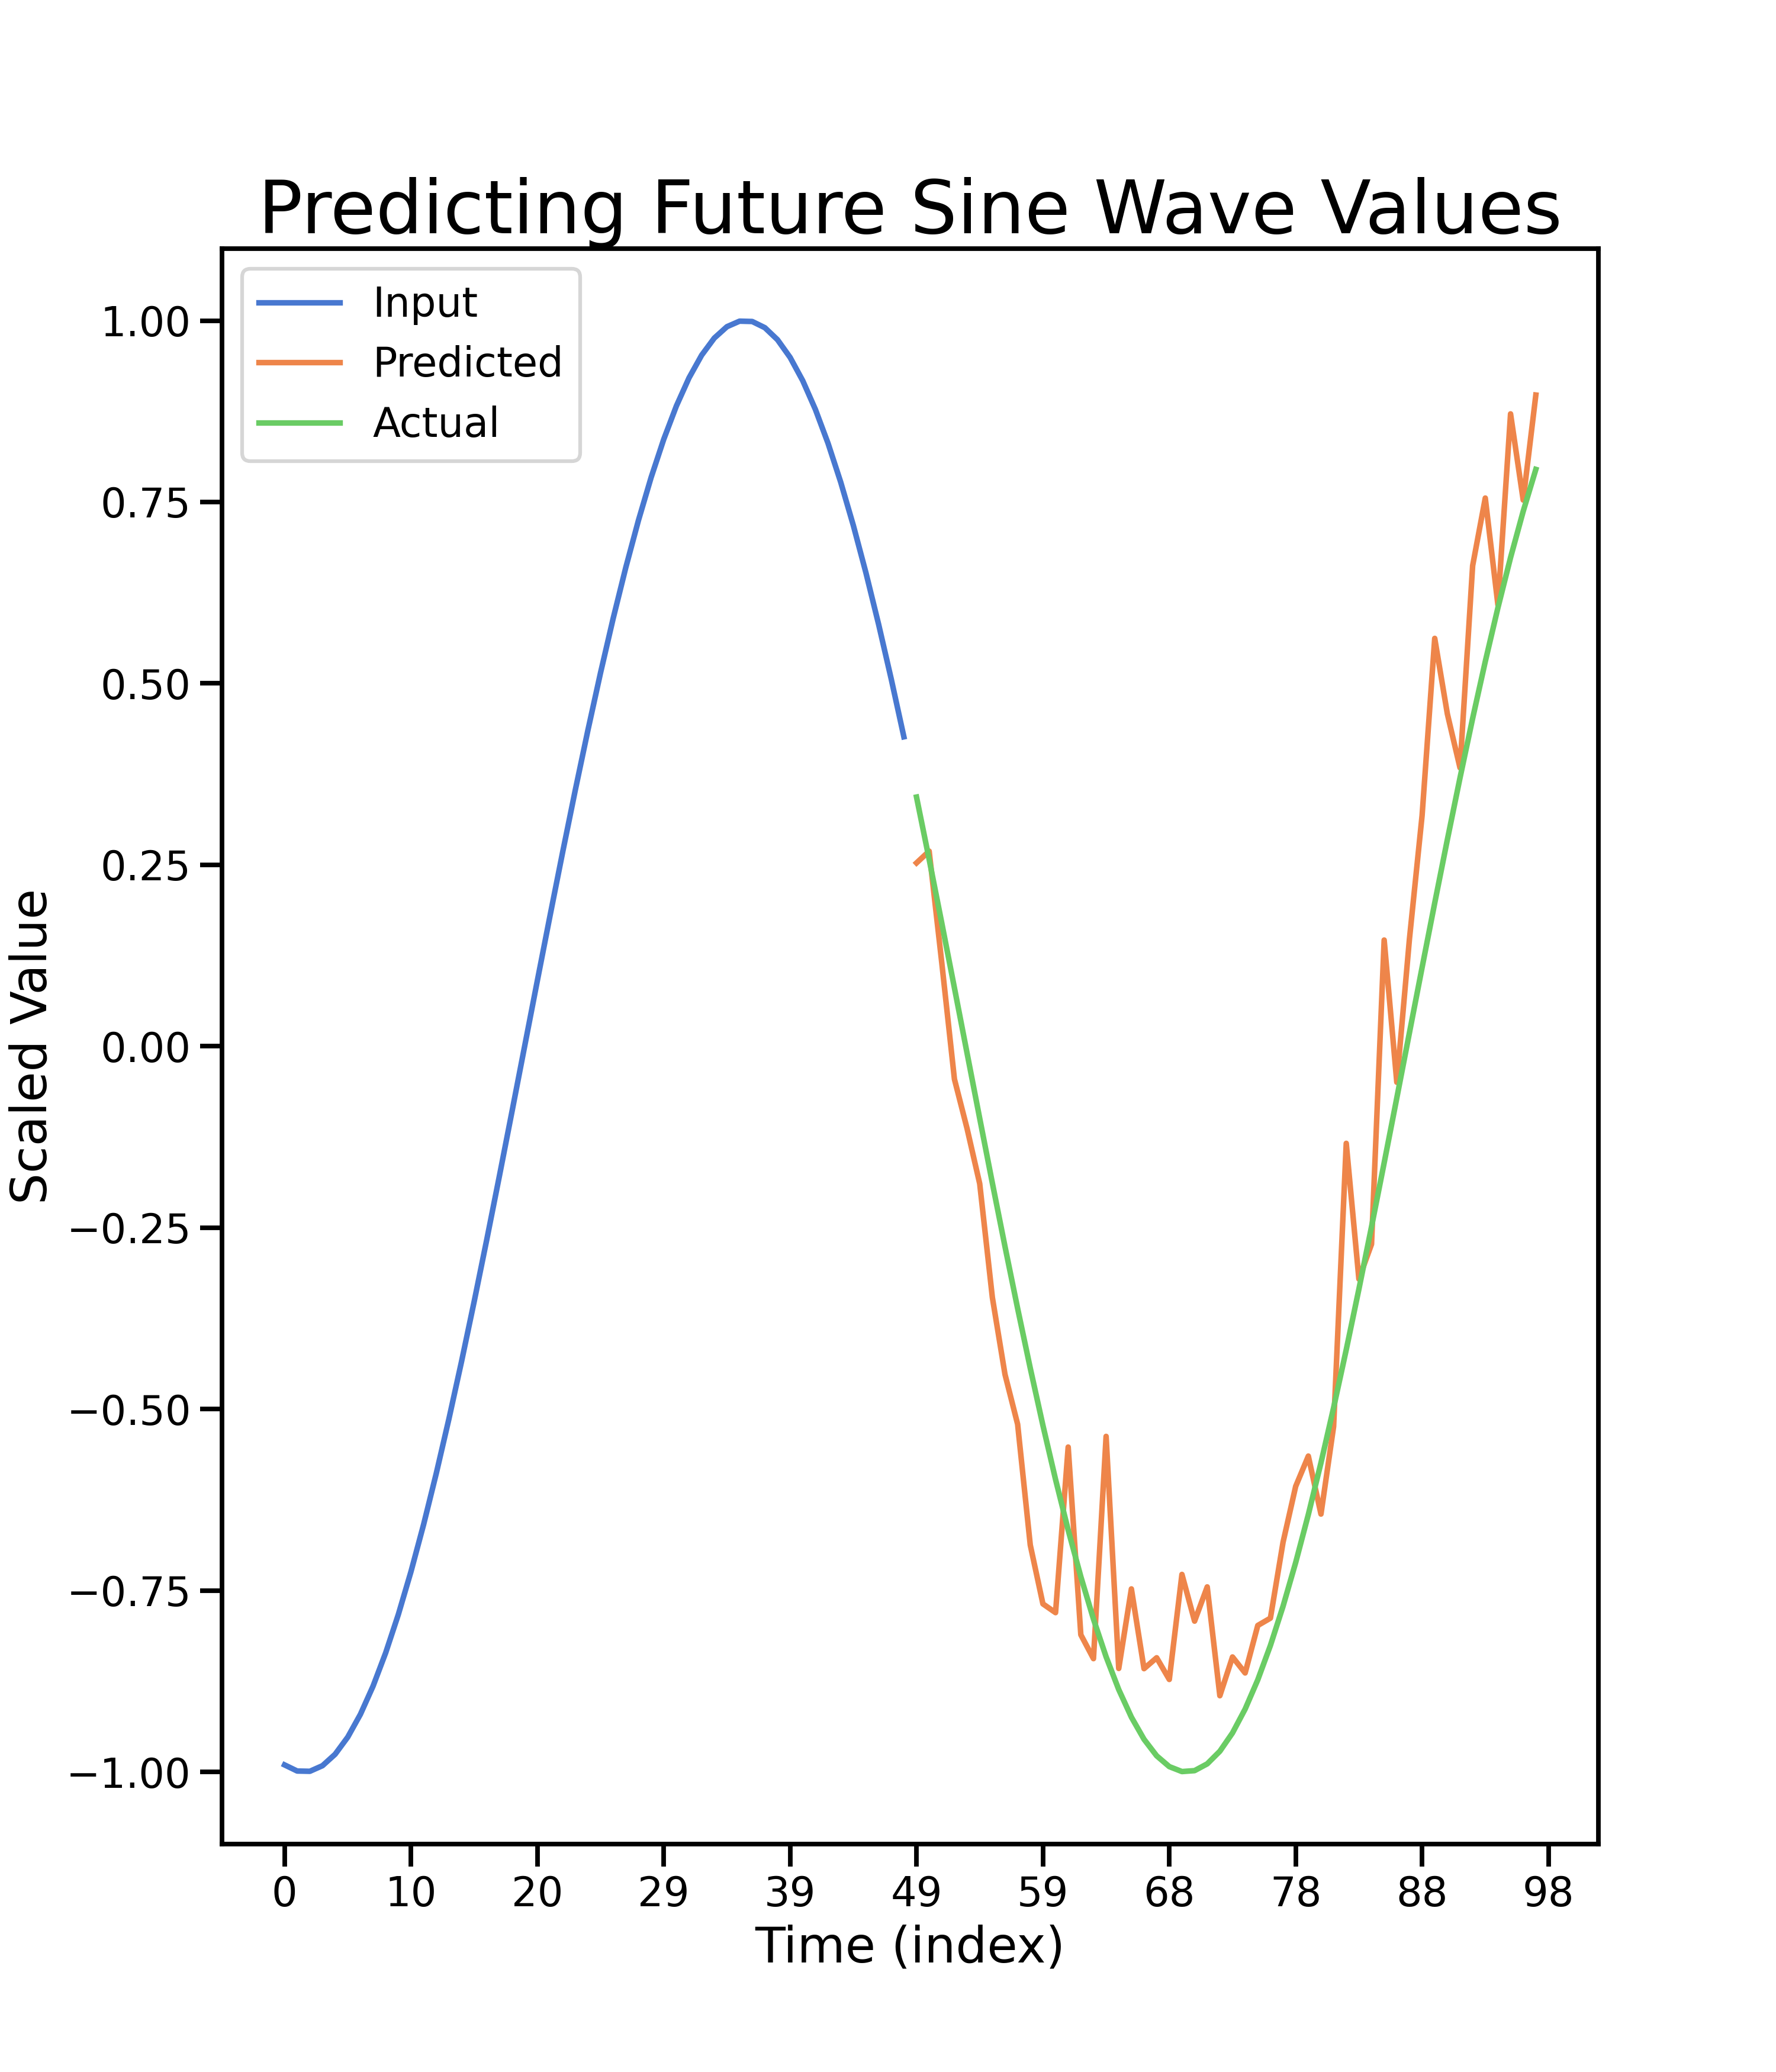 Predicting Future Sine Wave Values
Input
Predicted
Actual
1.00
0.75
0.50
0.25
0.00
−0.25
−0.50
−0.75
−1.00
Scaled Value
0 10 20 29 39 49 59 68 78 88 98
Time (index)